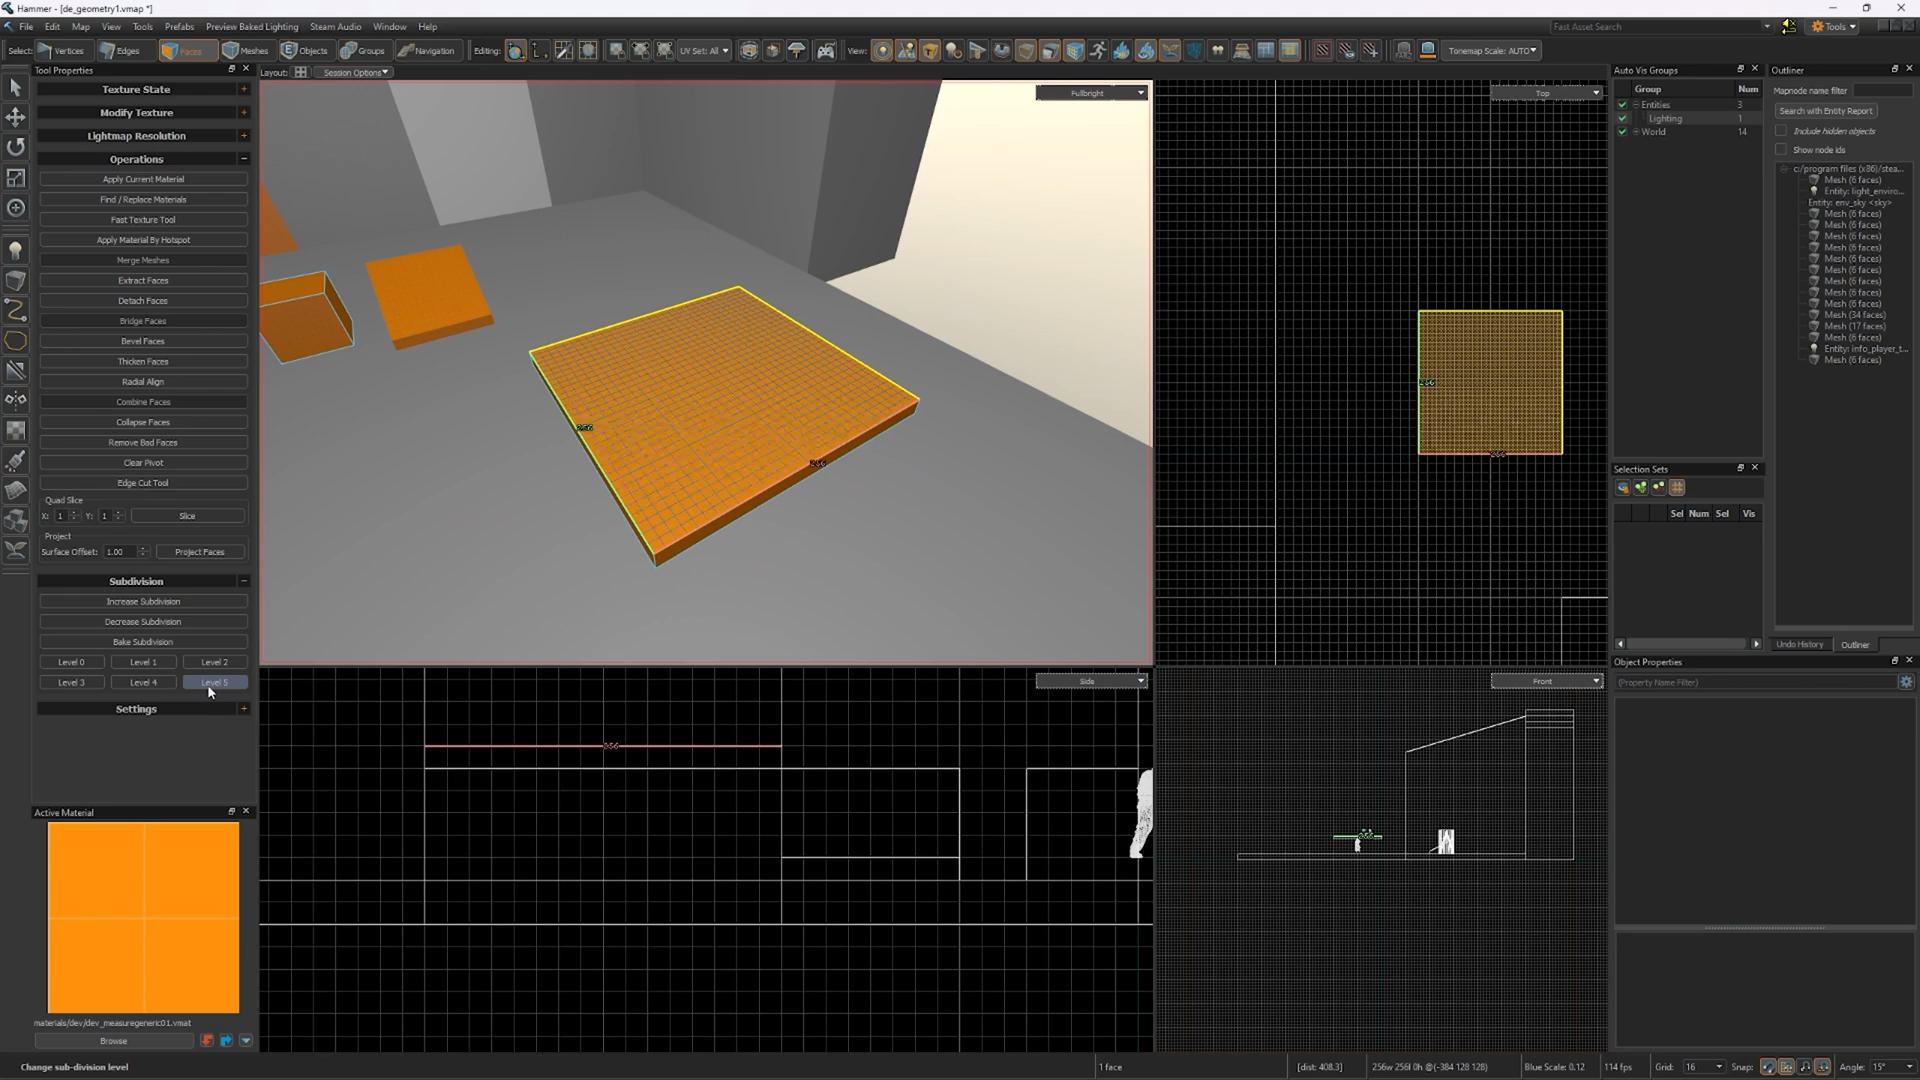 Hammer - [de_geometry1.vmap *]
File Edit Map View Tools Prefabs Preview Baked Lighting Steam Audio Window Help
Fast Asset Search
Tools
Select: Vertices Edges Faces Meshes Objects Groups Navigation Editing: UV Set: All View: Tonemap Scale: AUTO
Tool Properties
Layout: Session Options
Texture State
Modify Texture
Lightmap Resolution
Operations
Apply Current Material
Find / Replace Materials
Fast Texture Tool
Apply Material By Hotspot
Merge Meshes
Extract Faces
Detach Faces
Bridge Faces
Bevel Faces
Thicken Faces
Radial Align
Combine Faces
Collapse Faces
Remove Bad Faces
Clear Pivot
Edge Cut Tool
Quad Slice
X: 1 Y: 1 Slice
Project
Surface Offset: 1.00 Project Faces
Subdivision
Increase Subdivision
Decrease Subdivision
Bake Subdivision
Level 0 Level 1 Level 2
Level 3 Level 4 Level 5
Settings
Active Material
materials/dev/dev_measuregeneric01.vmat
Browse
Fullbright
256
256
Top
256
256
Side
256
Front
256
Auto Vis Groups
Group Num
Entities 3
Lighting 1
World 14
Selection Sets
Sel Num Sel Vis
Outliner
Mapnode name filter
Search with Entity Report
Include hidden objects
Show node ids
c:/program files (x86)/stea...
Mesh (6 faces)
Entity: light_enviro...
Entity: env_sky <sky>
Mesh (6 faces)
Mesh (6 faces)
Mesh (6 faces)
Mesh (6 faces)
Mesh (6 faces)
Mesh (6 faces)
Mesh (6 faces)
Mesh (6 faces)
Mesh (6 faces)
Mesh (34 faces)
Mesh (17 faces)
Mesh (6 faces)
Entity: info_player_t...
Mesh (6 faces)
Undo History Outliner
Object Properties
(Property Name Filter)
Change sub-division level
1 face
[dist: 408.3]
256w 256l 0h @(-384 128 128)
Blue Scale: 0.12
114 fps
Grid: 16
Snap:
Angle: 15°